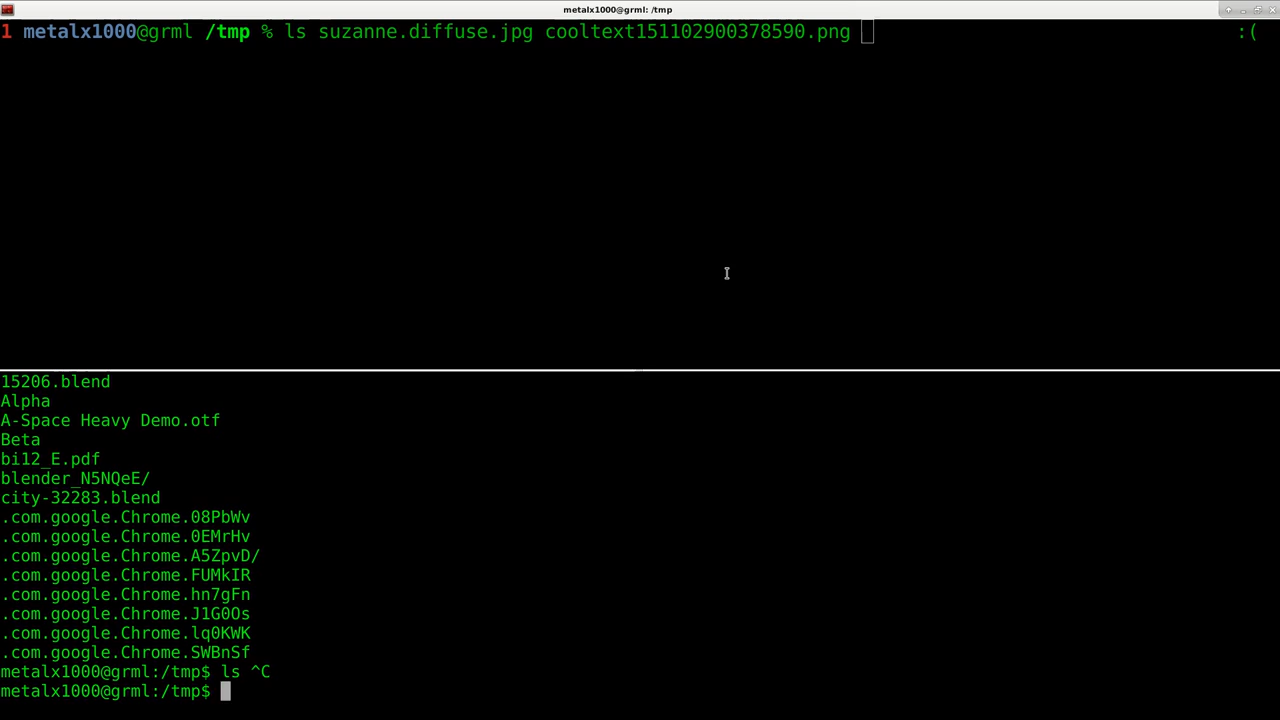 metalx1000@grml: /tmp
1 metalx1000@grml /tmp % ls suzanne.diffuse.jpg cooltext151102900378590.png :(
15206.blend
Alpha
A-Space Heavy Demo.otf
Beta
bi12_E.pdf
blender_N5NQeE/
city-32283.blend
.com.google.Chrome.08PbWv
.com.google.Chrome.0EMrHv
.com.google.Chrome.A5ZpvD/
.com.google.Chrome.FUMkIR
.com.google.Chrome.hn7gFn
.com.google.Chrome.J1G0Os
.com.google.Chrome.lq0KWK
.com.google.Chrome.SWBnSf
metalx1000@grml:/tmp$ ls ^C
metalx1000@grml:/tmp$